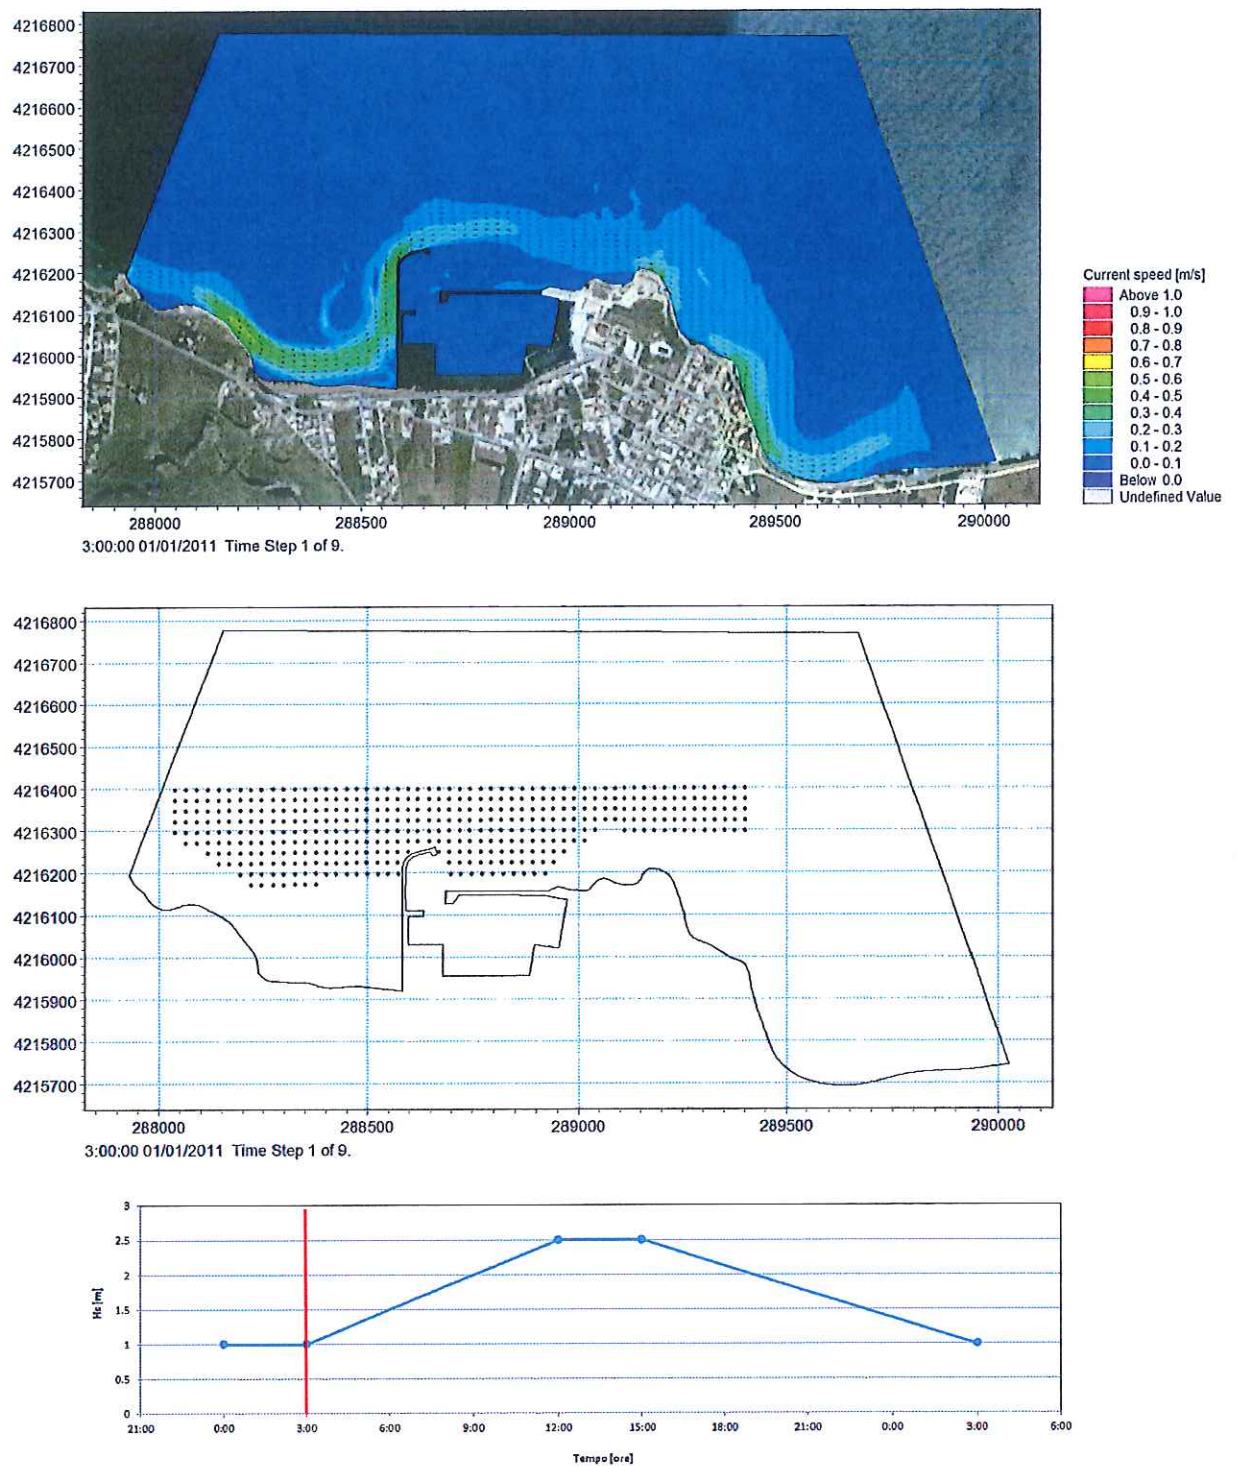 4216800
4216700
4216600
4216500
4216400
4216300
4216200
4216100
4216000
4215900
4215800
4215700
288000 288500 289000 289500 290000
3:00:00 01/01/2011 Time Step 1 of 9.
Current speed [m/s]
Above 1.0
0.9 - 1.0
0.8 - 0.9
0.7 - 0.8
0.6 - 0.7
0.5 - 0.6
0.4 - 0.5
0.3 - 0.4
0.2 - 0.3
0.1 - 0.2
0.0 - 0.1
Below 0.0
Undefined Value
4216800
4216700
4216600
4216500
4216400
4216300
4216200
4216100
4216000
4215900
4215800
4215700
288000 288500 289000 289500 290000
3:00:00 01/01/2011 Time Step 1 of 9.
3
2.5
2
1.5
1
0.5
0
Hs [m]
21:00 0:00 3:00 6:00 9:00 12:00 15:00 18:00 21:00 0:00 3:00 6:00
Tempo [ore]